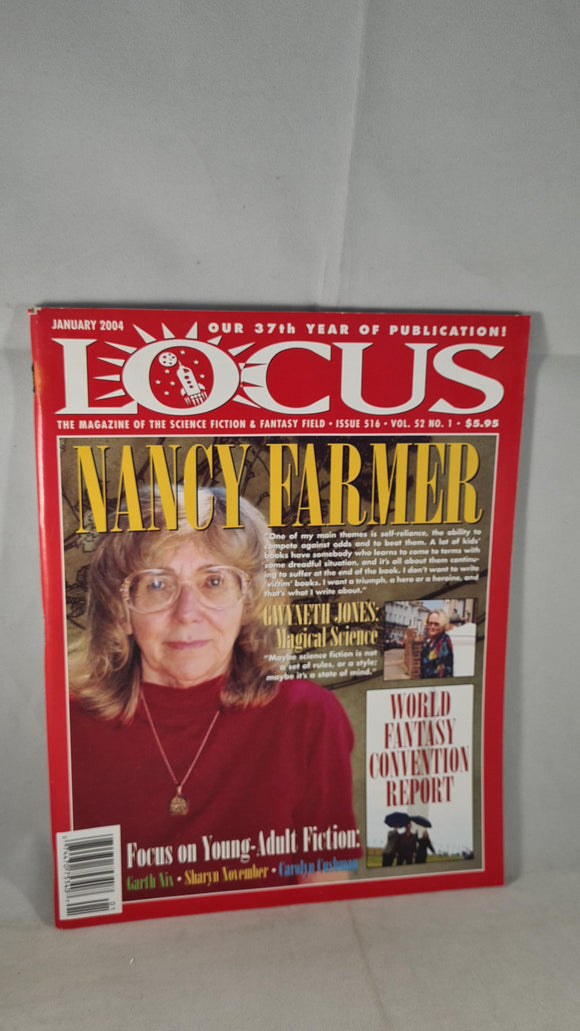 JANUARY 2004
OUR 37th YEAR OF PUBLICATION!
LOCUS
THE MAGAZINE OF THE SCIENCE FICTION & FANTASY FIELD • ISSUE 516 • VOL. 52 NO. 1 • $5.95
NANCY FARMER
"One of my main themes is self-reliance, the ability to
compete against odds and to beat them. A lot of kids'
books have somebody who learns to come to terms with
some dreadful situation, and it's all about them continu-
ing to suffer at the end of the book. I don't want to write
'victim' books. I want a triumph, a hero or a heroine, and
that's what I write about."
GWYNETH JONES:
Magical Science
"Maybe science fiction is not
a set of rules, or a style;
maybe it's a state of mind."
WORLD
FANTASY
CONVENTION
REPORT
Focus on Young-Adult Fiction:
Garth Nix • Sharyn November • Carolyn Cushman
01